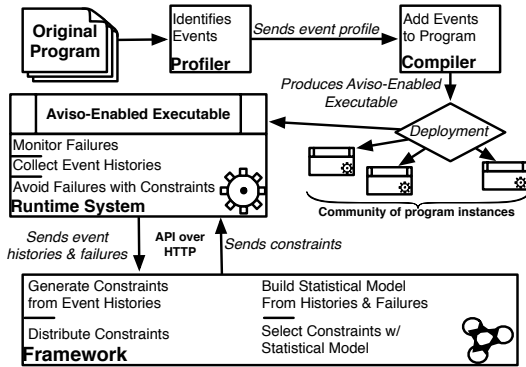 Original
Program
Identifies
Events
Profiler
Sends event profile
Add Events
to Program
Compiler
Produces Aviso-Enabled
Executable
Deployment
Community of program instances
Aviso-Enabled Executable
Monitor Failures
Collect Event Histories
Avoid Failures with Constraints
Runtime System
Sends event
histories & failures
API over
HTTP
Sends constraints
Generate Constraints
from Event Histories
Distribute Constraints
Framework
Build Statistical Model
From Histories & Failures
Select Constraints w/
Statistical Model